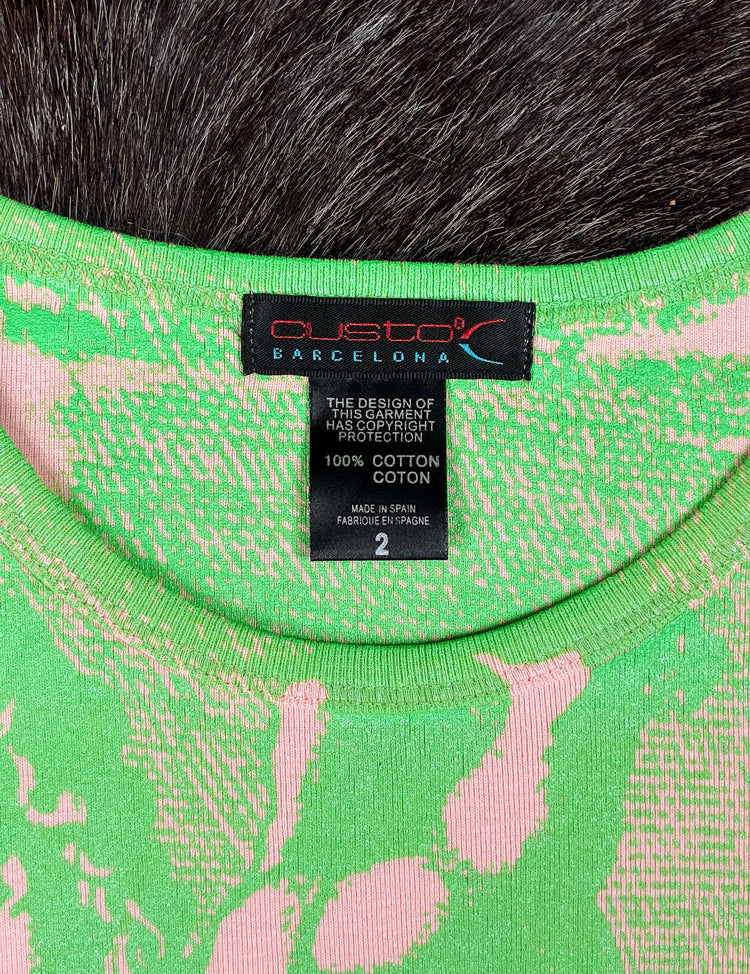 custo®
BARCELONA
THE DESIGN OF
THIS GARMENT
HAS COPYRIGHT
PROTECTION
100% COTTON
COTON
MADE IN SPAIN
FABRIQUE EN ESPAGNE
2